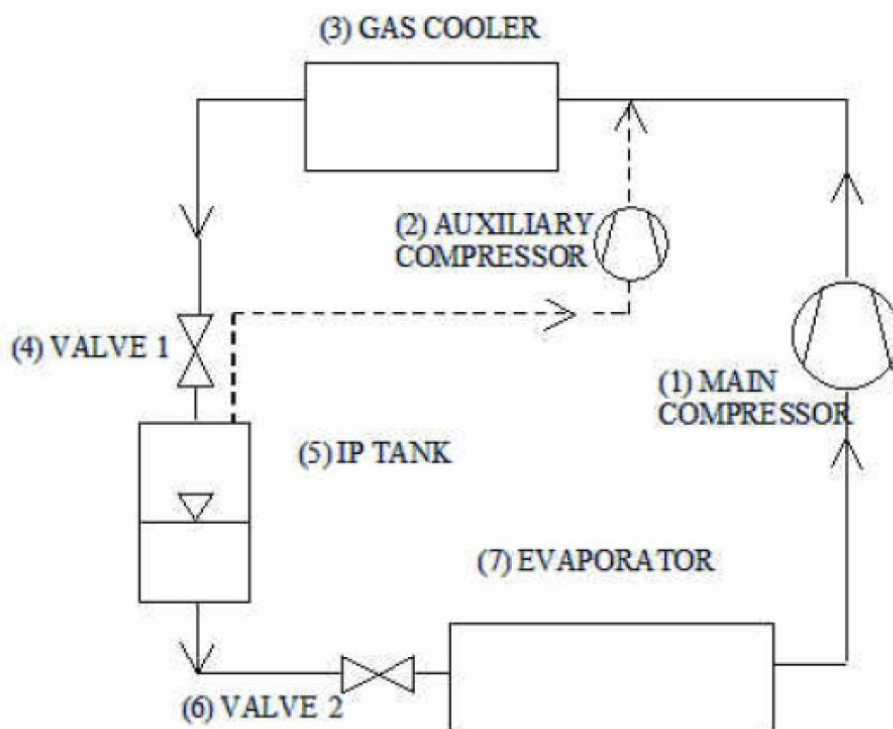 (3) GAS COOLER
(2) AUXILIARY
COMPRESSOR
(4) VALVE 1
(1) MAIN
COMPRESSOR
(5) IP TANK
(7) EVAPORATOR
(6) VALVE 2